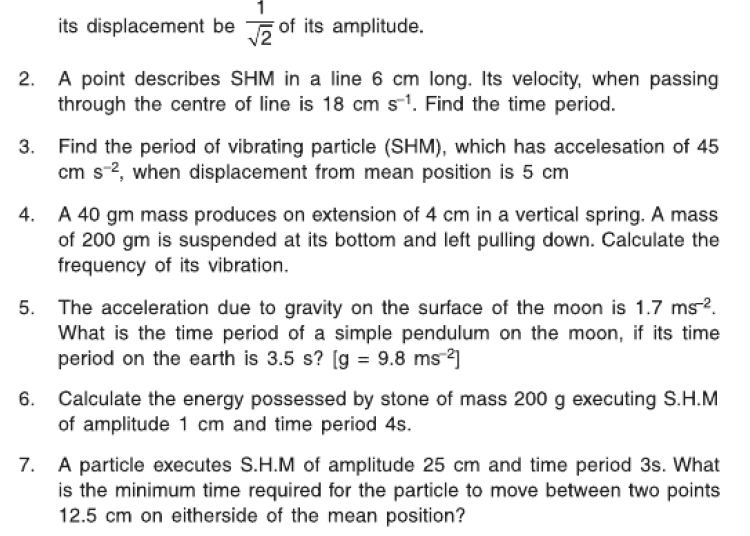 its displacement be 1/√2 of its amplitude.
2. A point describes SHM in a line 6 cm long. Its velocity, when passing
through the centre of line is 18 cm s⁻¹. Find the time period.
3. Find the period of vibrating particle (SHM), which has accelesation of 45
cm s⁻², when displacement from mean position is 5 cm
4. A 40 gm mass produces on extension of 4 cm in a vertical spring. A mass
of 200 gm is suspended at its bottom and left pulling down. Calculate the
frequency of its vibration.
5. The acceleration due to gravity on the surface of the moon is 1.7 ms⁻².
What is the time period of a simple pendulum on the moon, if its time
period on the earth is 3.5 s? [g = 9.8 ms⁻²]
6. Calculate the energy possessed by stone of mass 200 g executing S.H.M
of amplitude 1 cm and time period 4s.
7. A particle executes S.H.M of amplitude 25 cm and time period 3s. What
is the minimum time required for the particle to move between two points
12.5 cm on eitherside of the mean position?